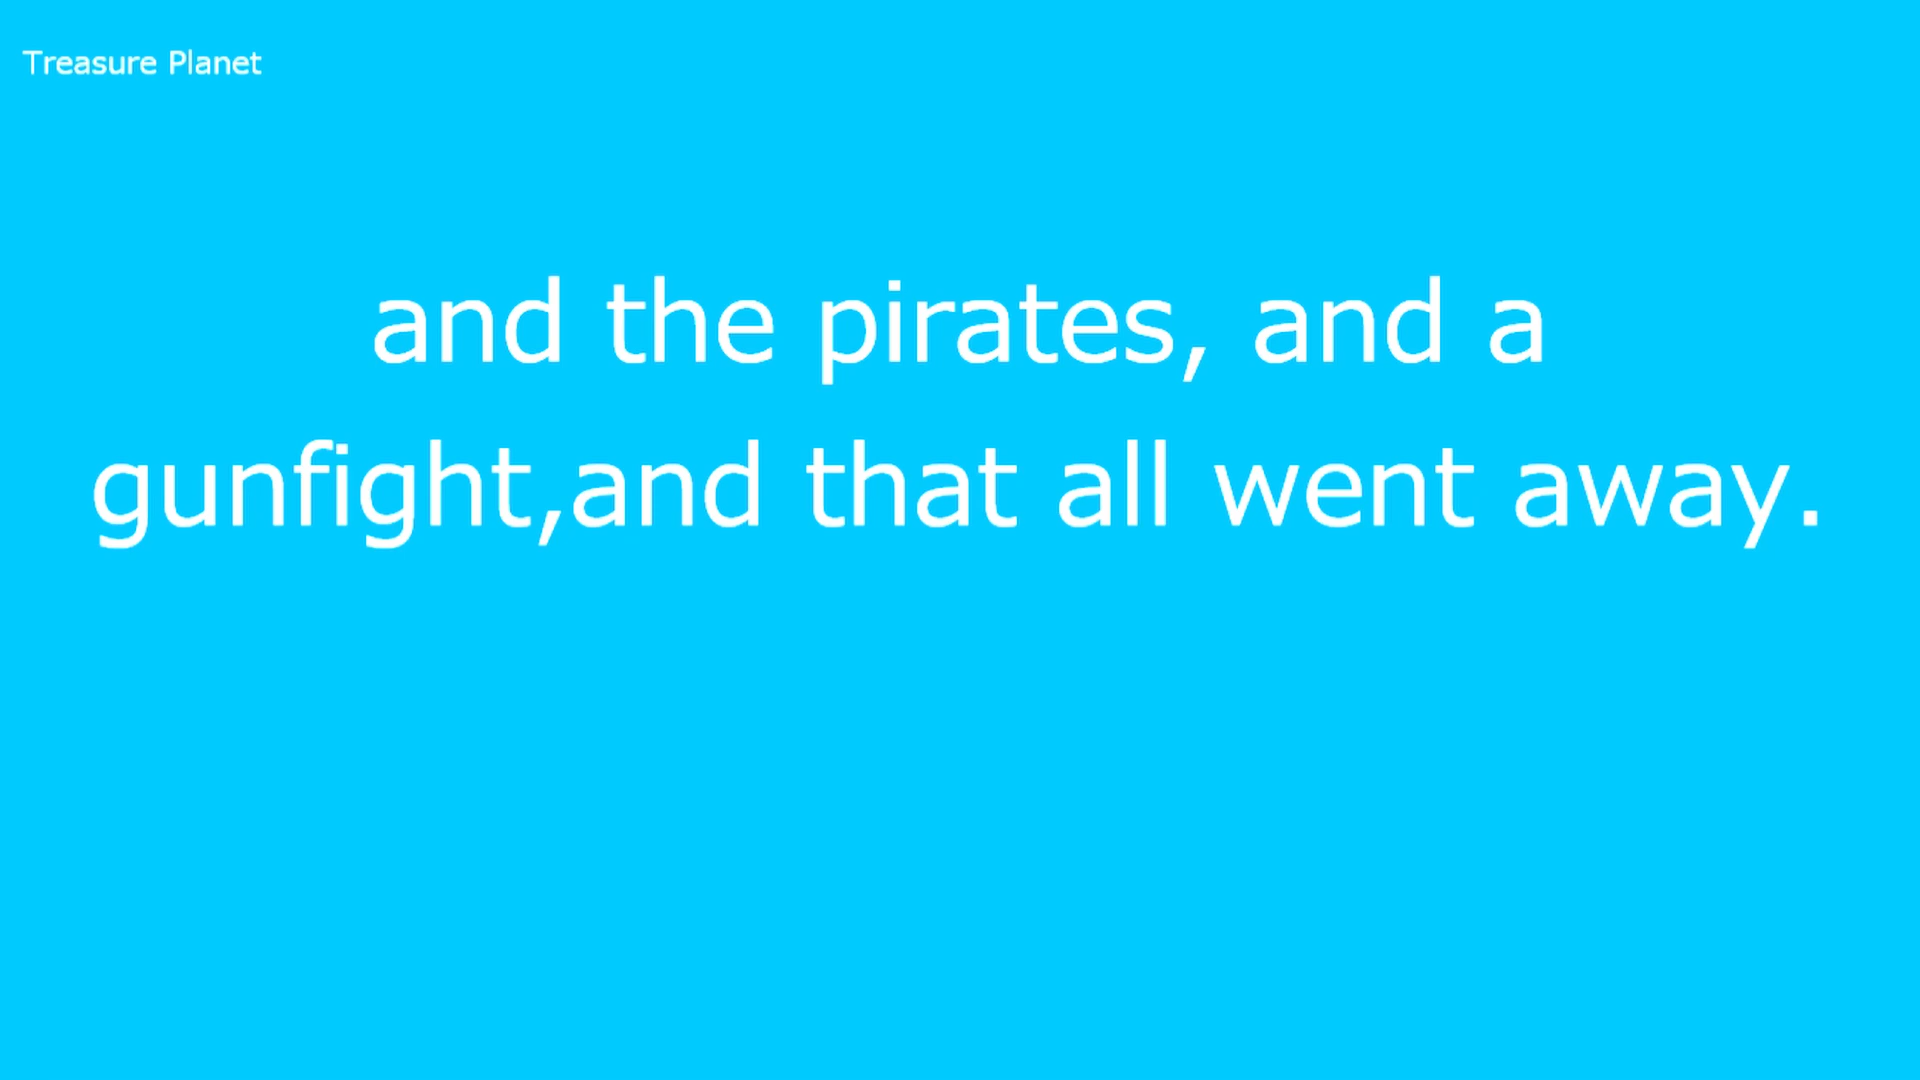 Treasure Planet
and the pirates, and a
gunfight,and that all went away.